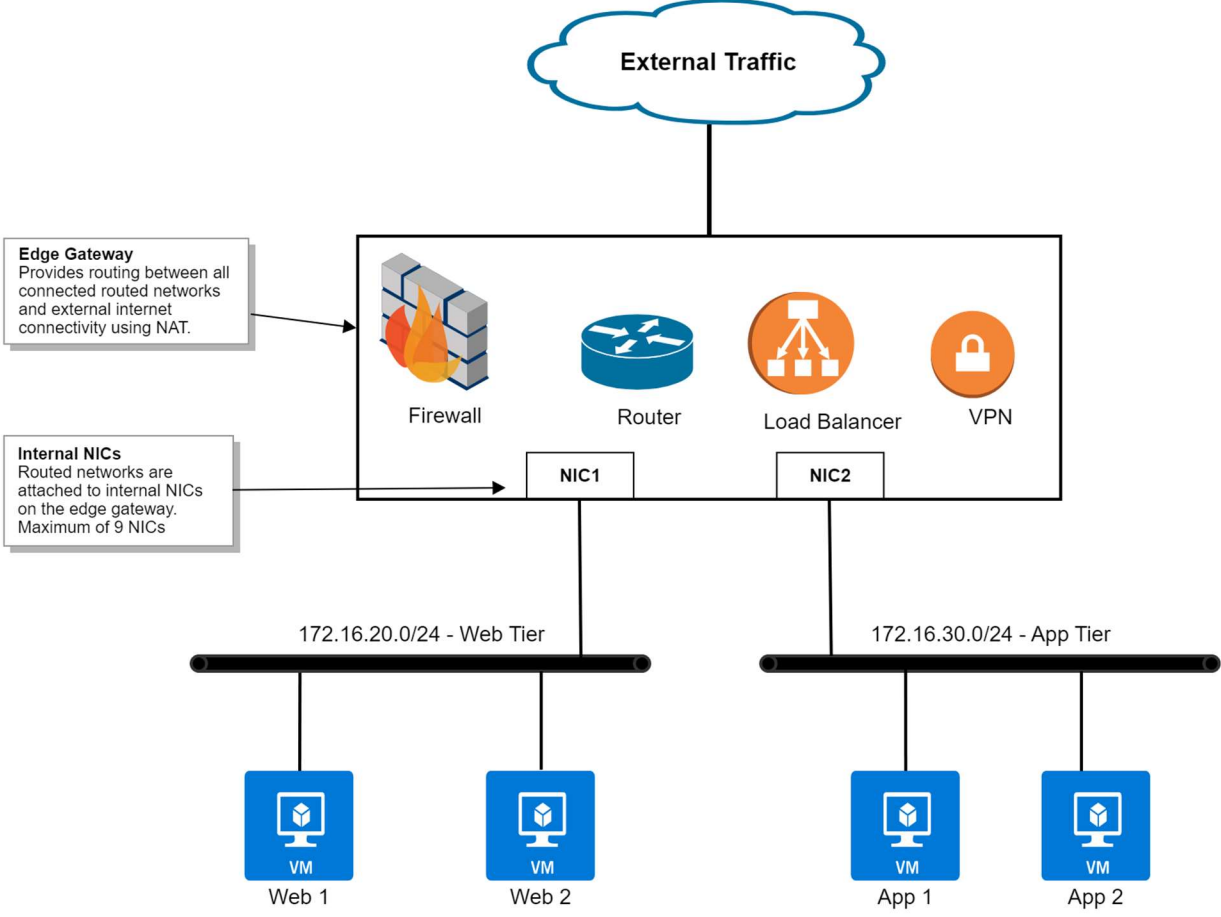 External Traffic
Edge Gateway
Provides routing between all
connected routed networks
and external internet
connectivity using NAT.
Firewall
Router
Load Balancer
VPN
Internal NICs
Routed networks are
attached to internal NICs
on the edge gateway.
Maximum of 9 NICs
NIC1
NIC2
172.16.20.0/24 - Web Tier
172.16.30.0/24 - App Tier
VM
VM
VM
VM
Web 1
Web 2
App 1
App 2